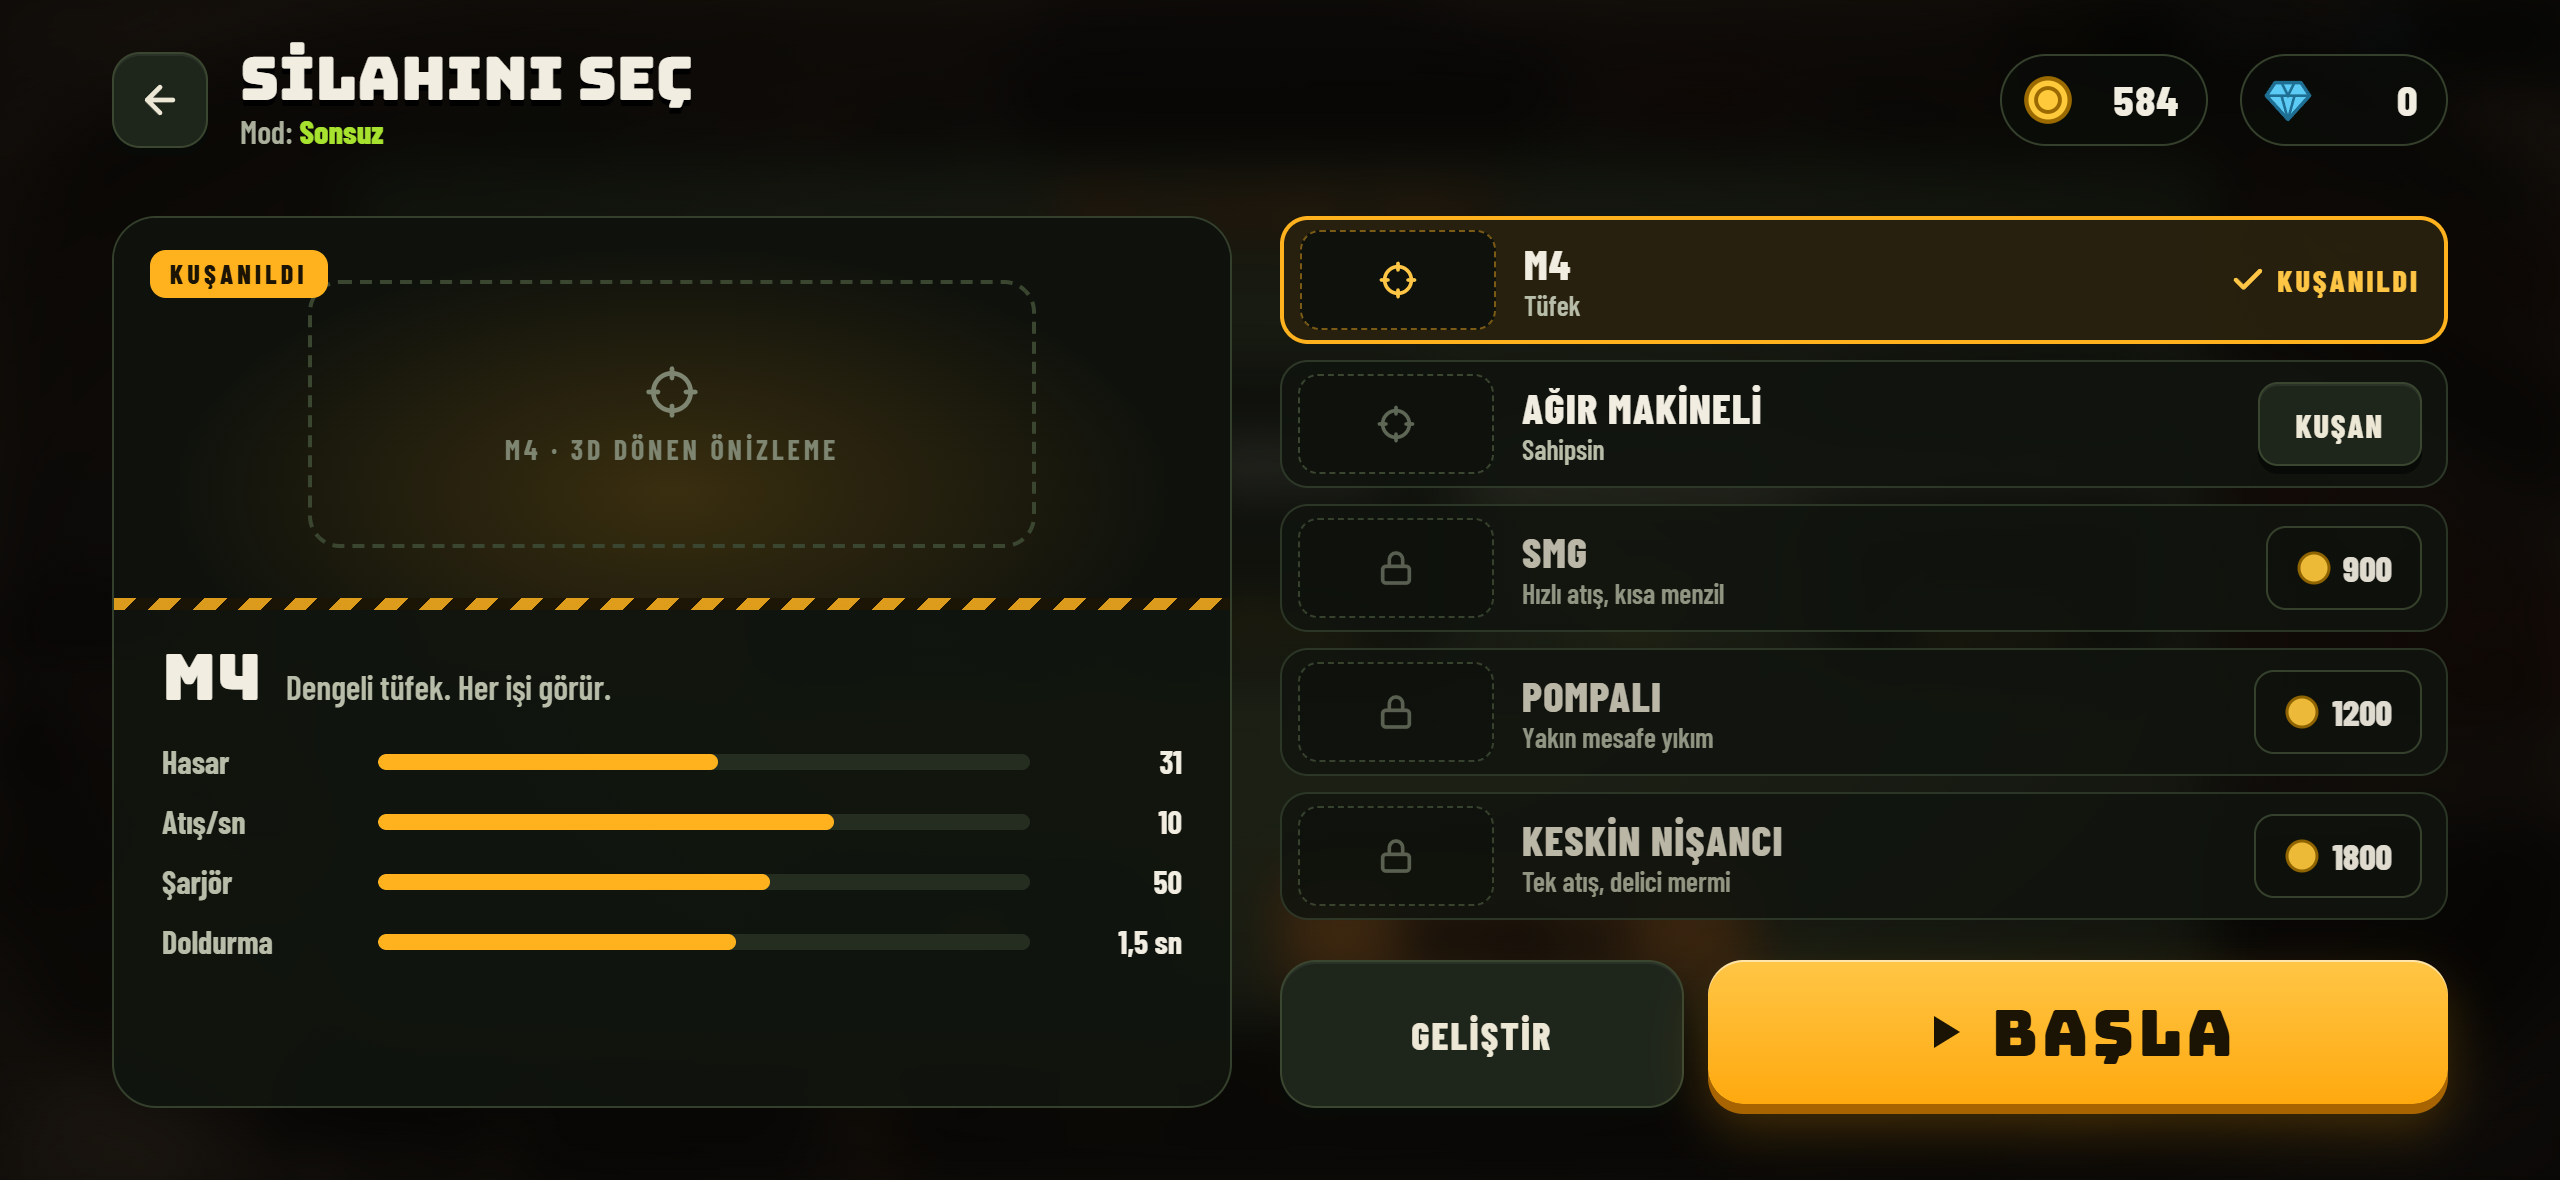 SİLAHINI SEÇ
Mod: Sonsuz
584
0
KUŞANILDI
M4 · 3D DÖNEN ÖNİZLEME
M4 Dengeli tüfek. Her işi görür.
Hasar 31
Atış/sn 10
Şarjör 50
Doldurma 1,5 sn
M4
Tüfek
KUŞANILDI
AĞIR MAKİNELİ
Sahipsin
KUŞAN
SMG
Hızlı atış, kısa menzil
900
POMPALI
Yakın mesafe yıkım
1200
KESKİN NİŞANCI
Tek atış, delici mermi
1800
GELİŞTİR
BAŞLA